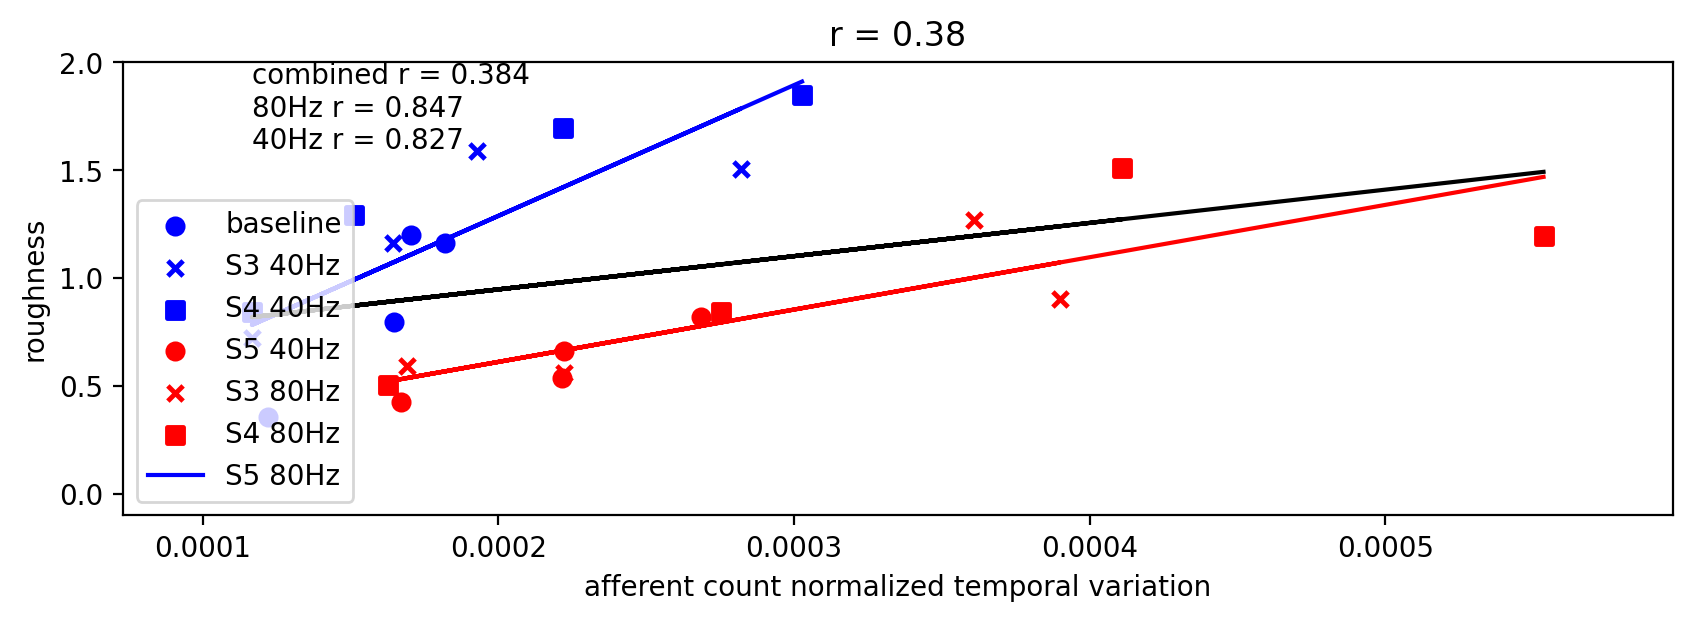 r = 0.38
combined r = 0.384
80Hz r = 0.847
40Hz r = 0.827
roughness
2.0
1.5
1.0
0.5
0.0
baseline
S3 40Hz
S4 40Hz
S5 40Hz
S3 80Hz
S4 80Hz
S5 80Hz
0.0001
0.0002
0.0003
0.0004
0.0005
afferent count normalized temporal variation